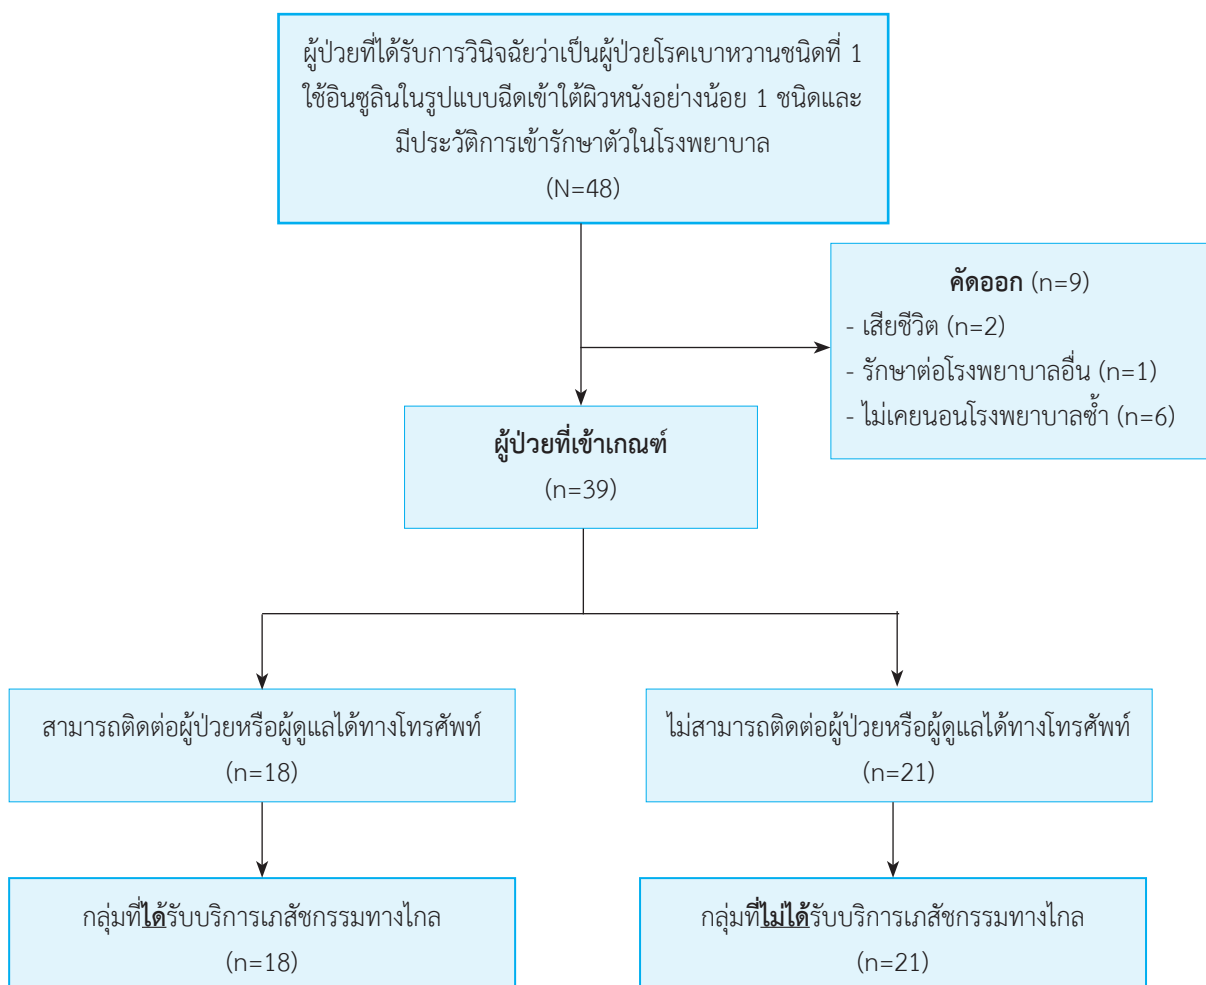 ผู้ป่วยที่ได้รับการวินิจฉัยว่าเป็นผู้ป่วยโรคเบาหวานชนิดที่ 1
ใช้อินซูลินในรูปแบบฉีดเข้าใต้ผิวหนังอย่างน้อย 1 ชนิดและ
มีประวัติการเข้ารักษาตัวในโรงพยาบาล
(N=48)
คัดออก (n=9)
- เสียชีวิต (n=2)
- รักษาต่อโรงพยาบาลอื่น (n=1)
- ไม่เคยนอนโรงพยาบาลซ้ำ (n=6)
ผู้ป่วยที่เข้าเกณฑ์
(n=39)
สามารถติดต่อผู้ป่วยหรือผู้ดูแลได้ทางโทรศัพท์
(n=18)
ไม่สามารถติดต่อผู้ป่วยหรือผู้ดูแลได้ทางโทรศัพท์
(n=21)
กลุ่มที่ได้รับบริการเภสัชกรรมทางไกล
(n=18)
กลุ่มที่ไม่ได้รับบริการเภสัชกรรมทางไกล
(n=21)